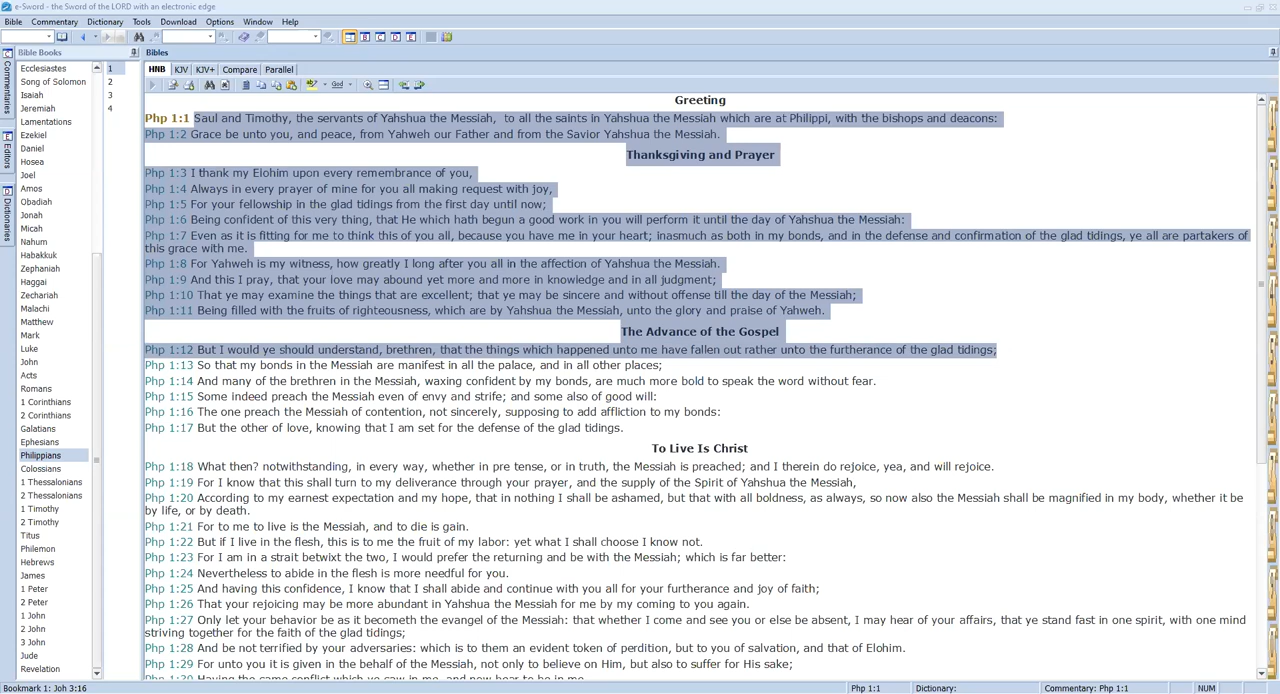 e-Sword - the Sword of the LORD with an electronic edge
Bible Commentary Dictionary Tools Download Options Window Help
B C D E
Bible Books
Bibles
Commentaries
Editors
Dictionaries
Ecclesiastes
Song of Solomon
Isaiah
Jeremiah
Lamentations
Ezekiel
Daniel
Hosea
Joel
Amos
Obadiah
Jonah
Micah
Nahum
Habakkuk
Zephaniah
Haggai
Zechariah
Malachi
Matthew
Mark
Luke
John
Acts
Romans
1 Corinthians
2 Corinthians
Galatians
Ephesians
Philippians
Colossians
1 Thessalonians
2 Thessalonians
1 Timothy
2 Timothy
Titus
Philemon
Hebrews
James
1 Peter
2 Peter
1 John
2 John
3 John
Jude
Revelation
1
2
3
4
HNB KJV KJV+ Compare Parallel
Greeting
Php 1:1 Saul and Timothy, the servants of Yahshua the Messiah, to all the saints in Yahshua the Messiah which are at Philippi, with the bishops and deacons:
Php 1:2 Grace be unto you, and peace, from Yahweh our Father and from the Savior Yahshua the Messiah.
Thanksgiving and Prayer
Php 1:3 I thank my Elohim upon every remembrance of you,
Php 1:4 Always in every prayer of mine for you all making request with joy,
Php 1:5 For your fellowship in the glad tidings from the first day until now;
Php 1:6 Being confident of this very thing, that He which hath begun a good work in you will perform it until the day of Yahshua the Messiah:
Php 1:7 Even as it is fitting for me to think this of you all, because you have me in your heart; inasmuch as both in my bonds, and in the defense and confirmation of the glad tidings, ye all are partakers of
this grace with me.
Php 1:8 For Yahweh is my witness, how greatly I long after you all in the affection of Yahshua the Messiah.
Php 1:9 And this I pray, that your love may abound yet more and more in knowledge and in all judgment;
Php 1:10 That ye may examine the things that are excellent; that ye may be sincere and without offense till the day of the Messiah;
Php 1:11 Being filled with the fruits of righteousness, which are by Yahshua the Messiah, unto the glory and praise of Yahweh.
The Advance of the Gospel
Php 1:12 But I would ye should understand, brethren, that the things which happened unto me have fallen out rather unto the furtherance of the glad tidings;
Php 1:13 So that my bonds in the Messiah are manifest in all the palace, and in all other places;
Php 1:14 And many of the brethren in the Messiah, waxing confident by my bonds, are much more bold to speak the word without fear.
Php 1:15 Some indeed preach the Messiah even of envy and strife; and some also of good will:
Php 1:16 The one preach the Messiah of contention, not sincerely, supposing to add affliction to my bonds:
Php 1:17 But the other of love, knowing that I am set for the defense of the glad tidings.
To Live Is Christ
Php 1:18 What then? notwithstanding, in every way, whether in pre tense, or in truth, the Messiah is preached; and I therein do rejoice, yea, and will rejoice.
Php 1:19 For I know that this shall turn to my deliverance through your prayer, and the supply of the Spirit of Yahshua the Messiah,
Php 1:20 According to my earnest expectation and my hope, that in nothing I shall be ashamed, but that with all boldness, as always, so now also the Messiah shall be magnified in my body, whether it be
by life, or by death.
Php 1:21 For to me to live is the Messiah, and to die is gain.
Php 1:22 But if I live in the flesh, this is to me the fruit of my labor: yet what I shall choose I know not.
Php 1:23 For I am in a strait betwixt the two, I would prefer the returning and be with the Messiah; which is far better:
Php 1:24 Nevertheless to abide in the flesh is more needful for you.
Php 1:25 And having this confidence, I know that I shall abide and continue with you all for your furtherance and joy of faith;
Php 1:26 That your rejoicing may be more abundant in Yahshua the Messiah for me by my coming to you again.
Php 1:27 Only let your behavior be as it becometh the evangel of the Messiah: that whether I come and see you or else be absent, I may hear of your affairs, that ye stand fast in one spirit, with one mind
striving together for the faith of the glad tidings;
Php 1:28 And be not terrified by your adversaries: which is to them an evident token of perdition, but to you of salvation, and that of Elohim.
Php 1:29 For unto you it is given in the behalf of the Messiah, not only to believe on Him, but also to suffer for His sake;
Php 1:30 Having the same conflict which ye saw in me, and now hear to be in me.
Bookmark 1: Joh 3:16 Php 1:1 Dictionary: Commentary: Php 1:1 NUM